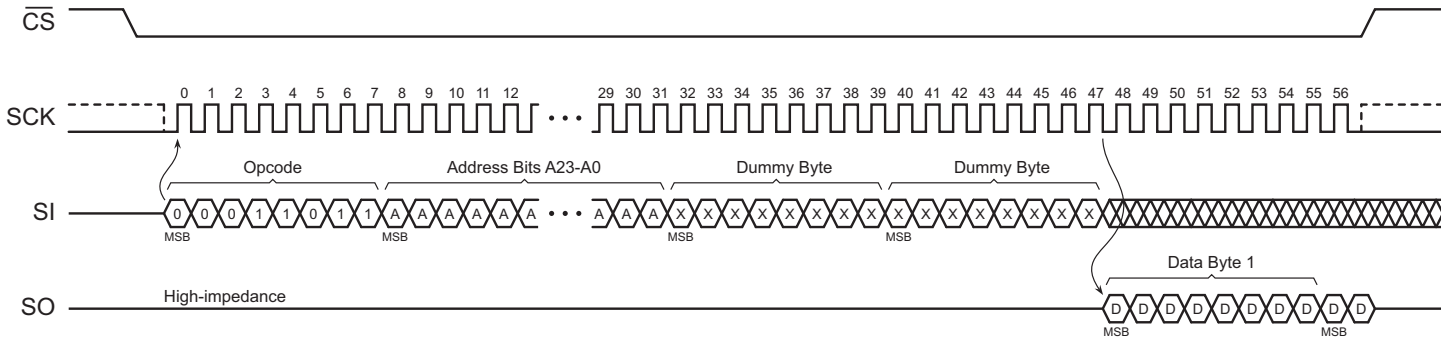 CS
0 1 2 3 4 5 6 7 8 9 10 11 12 29 30 31 32 33 34 35 36 37 38 39 40 41 42 43 44 45 46 47 48 49 50 51 52 53 54 55 56
SCK
Opcode Address Bits A23-A0 Dummy Byte Dummy Byte
SI 0 0 0 1 1 0 1 1 A A A A A A • • • A A A X X X X X X X X X X X X X X X X
MSB MSB MSB MSB
Data Byte 1
High-impedance
SO D D D D D D D D D D
MSB MSB